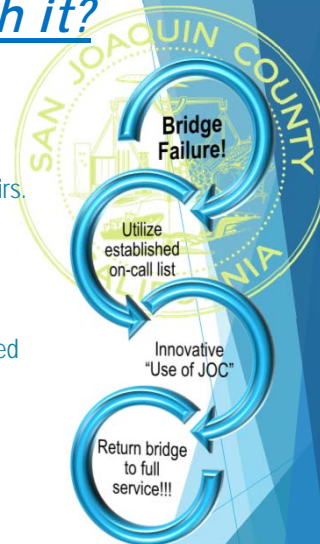 h it?
SAN JOAQUIN COUNTY
Bridge
Failure!
irs.
Utilize
established
on-call list
CALIFORNIA
ed
Innovative
"Use of JOC"
Return bridge
to full
service!!!